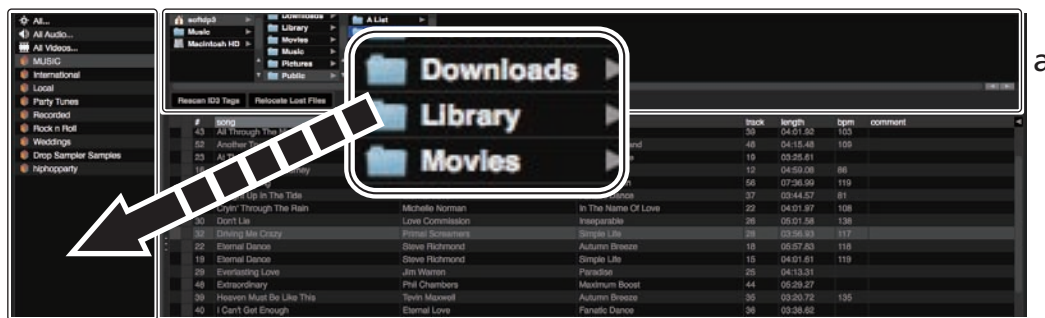 All...
All Audio...
All Videos...
MUSIC
International
Local
Party Tunes
Recorded
Rock n Roll
Weddings
Drop Sampler Samples
hiphopparty
softdp3
Music
Macintosh HD
Downloads
Library
Movies
Music
Pictures
Public
A List
a
Downloads
Library
Movies
Rescan ID3 Tags Relocate Lost Files
# song track length bpm comment
43 All Through The 39 04:01.92 103
52 Another 48 04:15.48 109
23 19 03:25.61
12 04:59.06 66
56 07:36.99 119
Up In The Tide 37 03:44.57 81
Cryin' Through The Rain Michelle Norman In The Name Of Love 22 04:01.97 108
30 Don't Lie Love Commission Inseparable 26 05:01.58 138
32 Driving Me Crazy Primal Screamers Simple Life 28 03:56.93 117
22 Eternal Dance Steve Richmond Autumn Breeze 18 05:57.83 118
19 Eternal Dance Steve Richmond Simple Life 15 04:01.61 119
29 Everlasting Love Jim Warren Paradise 25 04:13.31
48 Extraordinary Phil Chambers Maximum Boost 44 05:29.27
39 Heaven Must Be Like This Tevin Maxwell Autumn Breeze 35 03:20.72 135
40 I Can't Get Enough Eternal Love Fanatic Dance 36 03:38.62